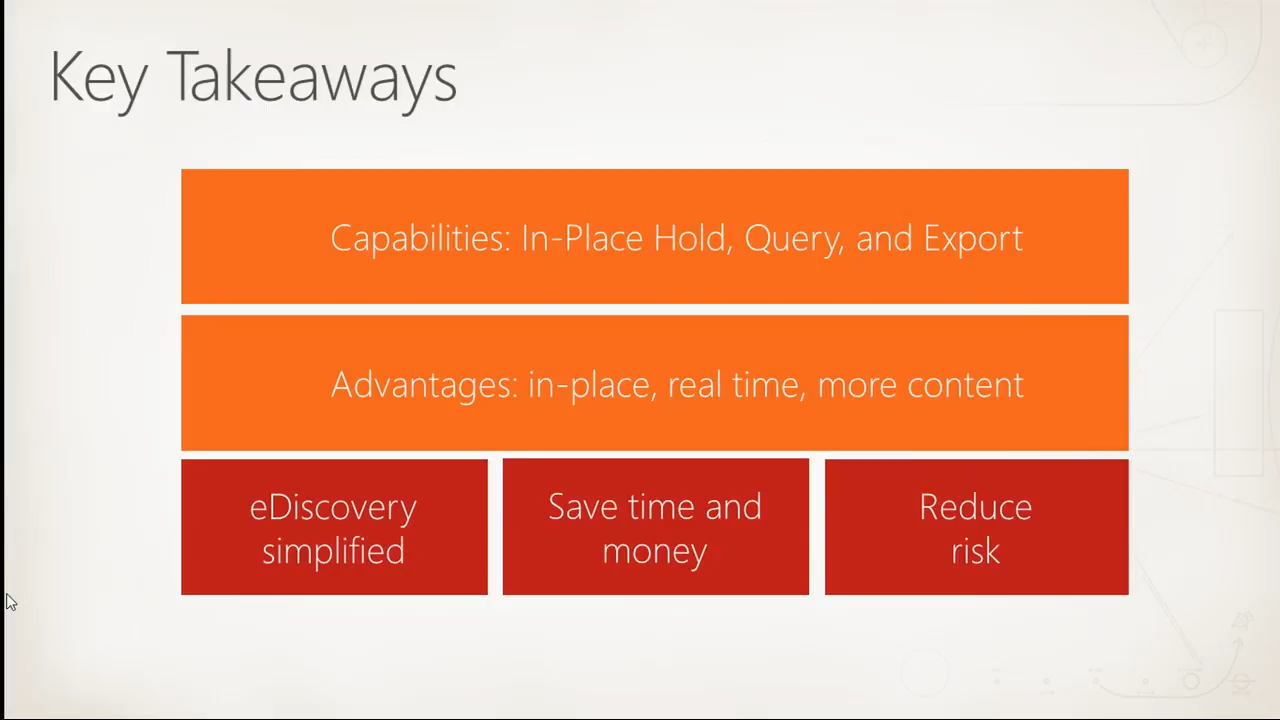 Key Takeaways
Capabilities: In-Place Hold, Query, and Export
Advantages: in-place, real time, more content
eDiscovery
simplified
Save time and
money
Reduce
risk